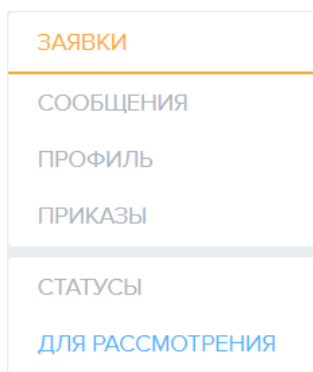 ЗАЯВКИ
СООБЩЕНИЯ
ПРОФИЛЬ
ПРИКАЗЫ
СТАТУСЫ
ДЛЯ РАССМОТРЕНИЯ